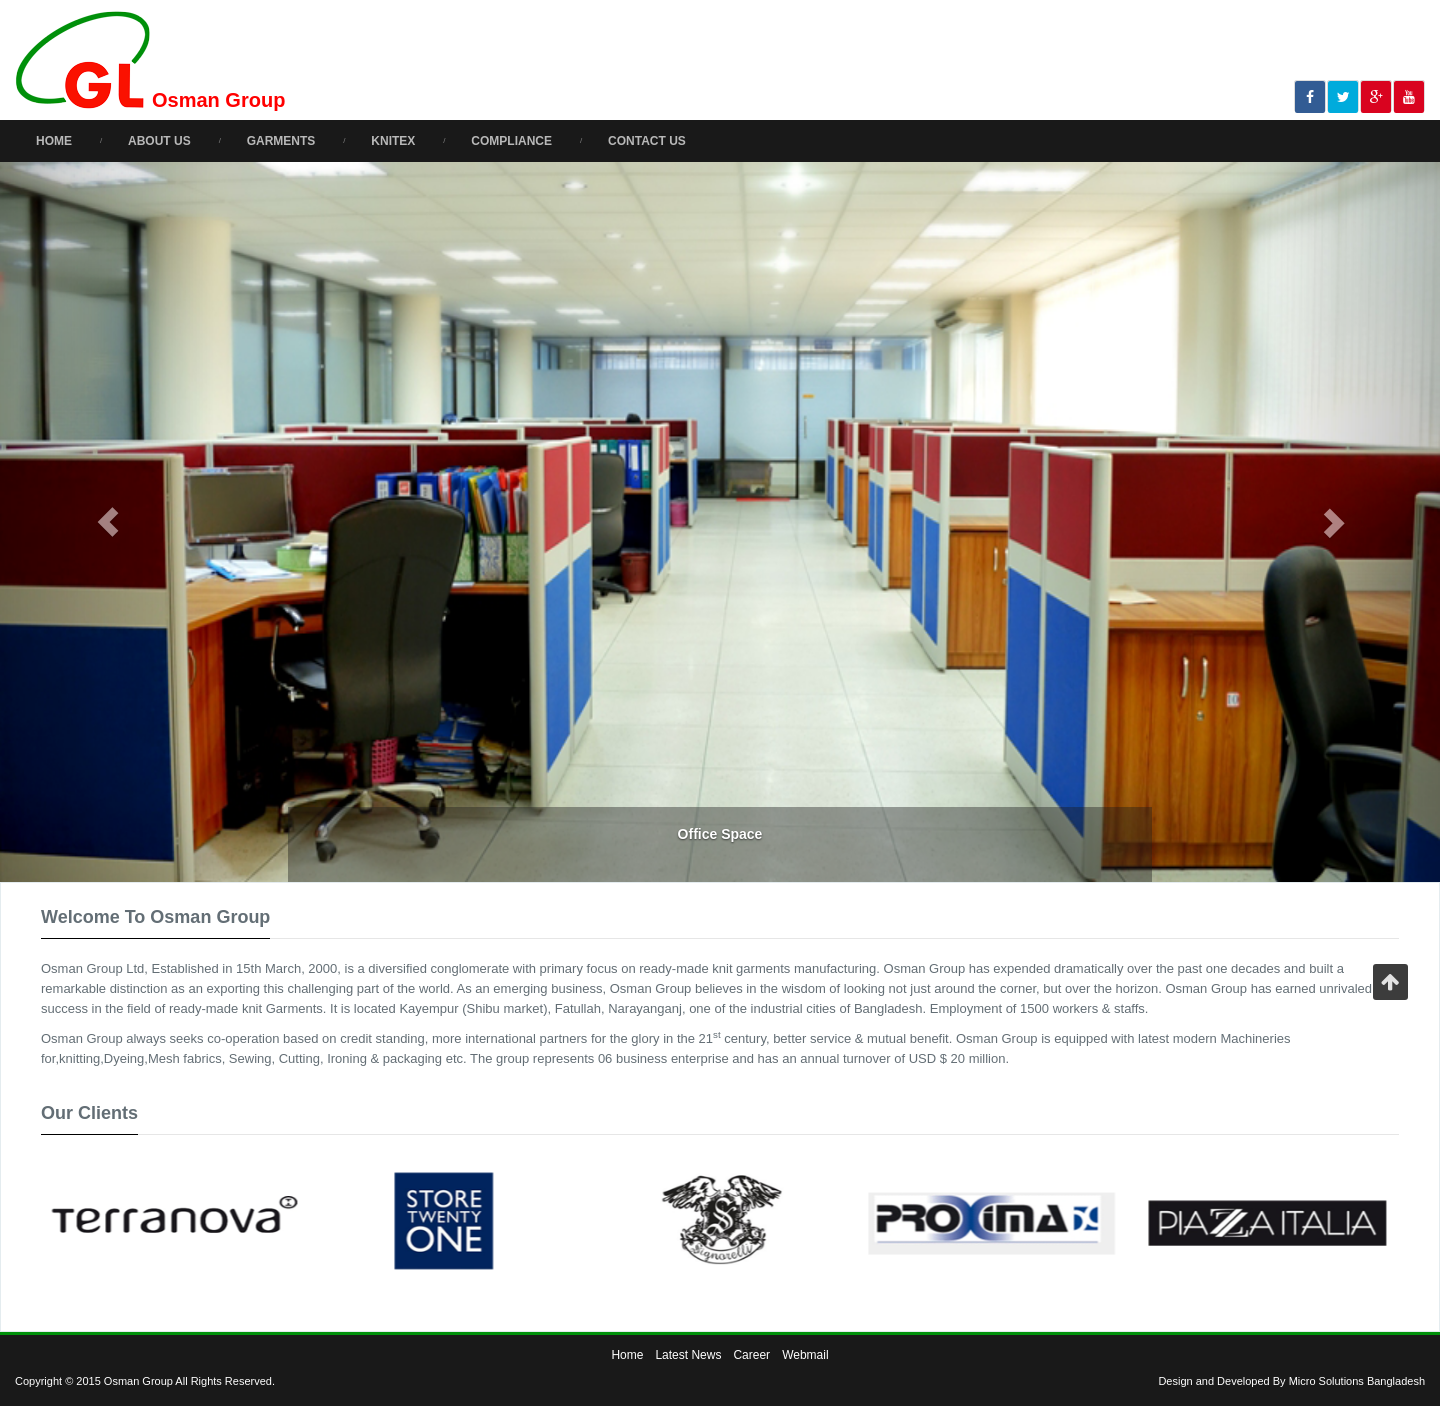 GL Osman Group
HOME / ABOUT US / GARMENTS / KNITEX / COMPLIANCE / CONTACT US
Office Space
Welcome To Osman Group
Osman Group Ltd, Established in 15th March, 2000, is a diversified conglomerate with primary focus on ready-made knit garments manufacturing. Osman Group has expended dramatically over the past one decades and built a
remarkable distinction as an exporting this challenging part of the world. As an emerging business, Osman Group believes in the wisdom of looking not just around the corner, but over the horizon. Osman Group has earned unrivaled
success in the field of ready-made knit Garments. It is located Kayempur (Shibu market), Fatullah, Narayanganj, one of the industrial cities of Bangladesh. Employment of 1500 workers & staffs.
Osman Group always seeks co-operation based on credit standing, more international partners for the glory in the 21st century, better service & mutual benefit. Osman Group is equipped with latest modern Machineries
for,knitting,Dyeing,Mesh fabrics, Sewing, Cutting, Ironing & packaging etc. The group represents 06 business enterprise and has an annual turnover of USD $ 20 million.
Our Clients
terranova
STORE
TWENTY
ONE
S
Signorelli
PROXIMA 59
PIAZZA ITALIA
Home Latest News Career Webmail
Copyright © 2015 Osman Group All Rights Reserved.
Design and Developed By Micro Solutions Bangladesh